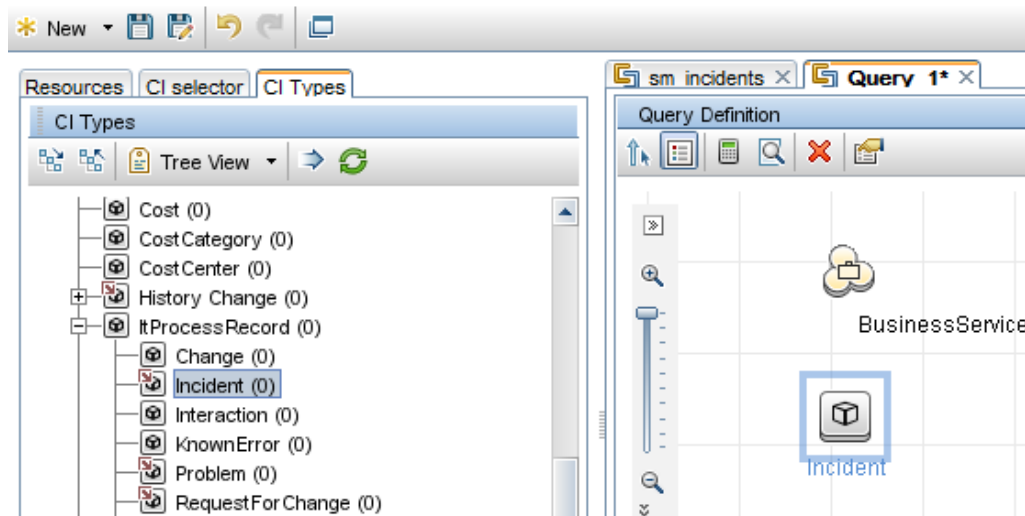 New
Resources CI selector CI Types
sm_incidents Query 1*
CI Types
Query Definition
Tree View
Cost (0)
CostCategory (0)
CostCenter (0)
History Change (0)
ItProcessRecord (0)
Change (0)
Incident (0)
Interaction (0)
KnownError (0)
Problem (0)
RequestForChange (0)
BusinessService
Incident